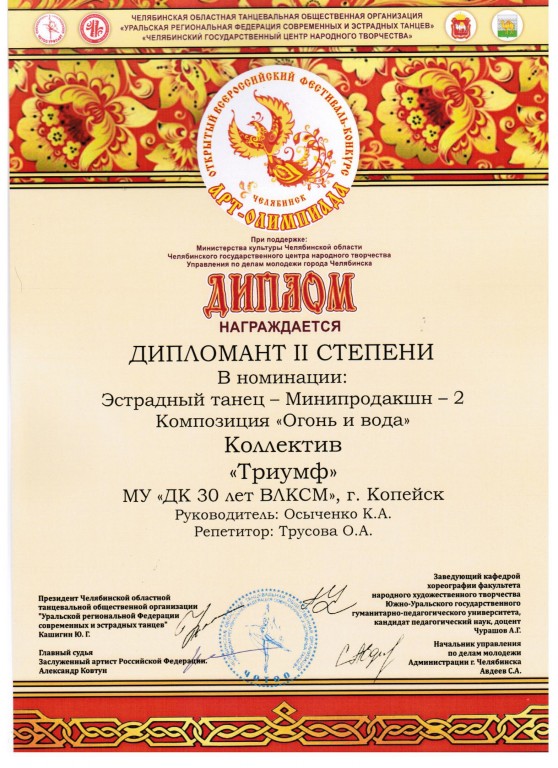 ЧЕЛЯБИНСКАЯ ОБЛАСТНАЯ ТАНЦЕВАЛЬНАЯ ОБЩЕСТВЕННАЯ ОРГАНИЗАЦИЯ
«УРАЛЬСКАЯ РЕГИОНАЛЬНАЯ ФЕДЕРАЦИЯ СОВРЕМЕННЫХ И ЭСТРАДНЫХ ТАНЦЕВ»
«ЧЕЛЯБИНСКИЙ ГОСУДАРСТВЕННЫЙ ЦЕНТР НАРОДНОГО ТВОРЧЕСТВА»
ОТКРЫТЫЙ ВСЕРОССИЙСКИЙ ФЕСТИВАЛЬ-КОНКУРС
ЧЕЛЯБИНСК
АРТ-ОЛИМПИАДА
При поддержке:
Министерства культуры Челябинской области
Челябинского государственного центра народного творчества
Управления по делам молодежи города Челябинска
ДИПЛОМ
НАГРАЖДАЕТСЯ
ДИПЛОМАНТ II СТЕПЕНИ
В номинации:
Эстрадный танец – Минипродакшн – 2
Композиция «Огонь и вода»
Коллектив
«Триумф»
МУ «ДК 30 лет ВЛКСМ», г. Копейск
Руководитель: Осыченко К.А.
Репетитор: Трусова О.А.
Президент Челябинской областной
танцевальной общественной организации
"Уральской региональной Федерации
современных и эстрадных танцев"
Кашигин Ю. Г.
Главный судья
Заслуженный артист Российской Федерации.
Александр Ковтун
Заведующий кафедрой
хореографии факультета
народного художественного творчества
Южно-Уральского государственного
гуманитарно-педагогического университета,
кандидат педагогический наук, доцент
Чурашов А.Г.
Начальник управления
по делам молодежи
Администрации г. Челябинска
Авдеев С.А.